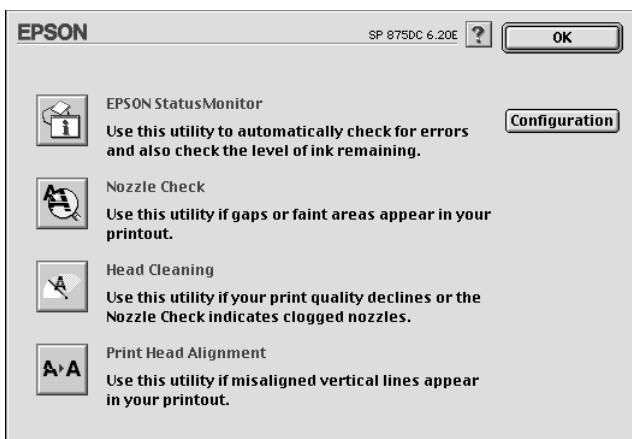 EPSON
SP 875DC 6.20E
?
OK
EPSON StatusMonitor
Use this utility to automatically check for errors
and also check the level of ink remaining.
Configuration
Nozzle Check
Use this utility if gaps or faint areas appear in your
printout.
Head Cleaning
Use this utility if your print quality declines or the
Nozzle Check indicates clogged nozzles.
Print Head Alignment
Use this utility if misaligned vertical lines appear
in your printout.